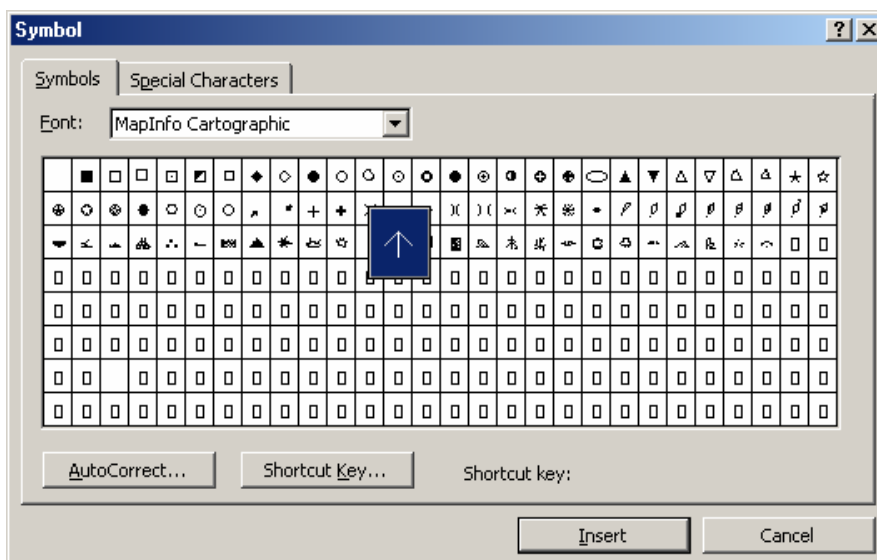 Symbol
Symbols Special Characters
Font: MapInfo Cartographic
AutoCorrect... Shortcut Key... Shortcut key:
Insert Cancel